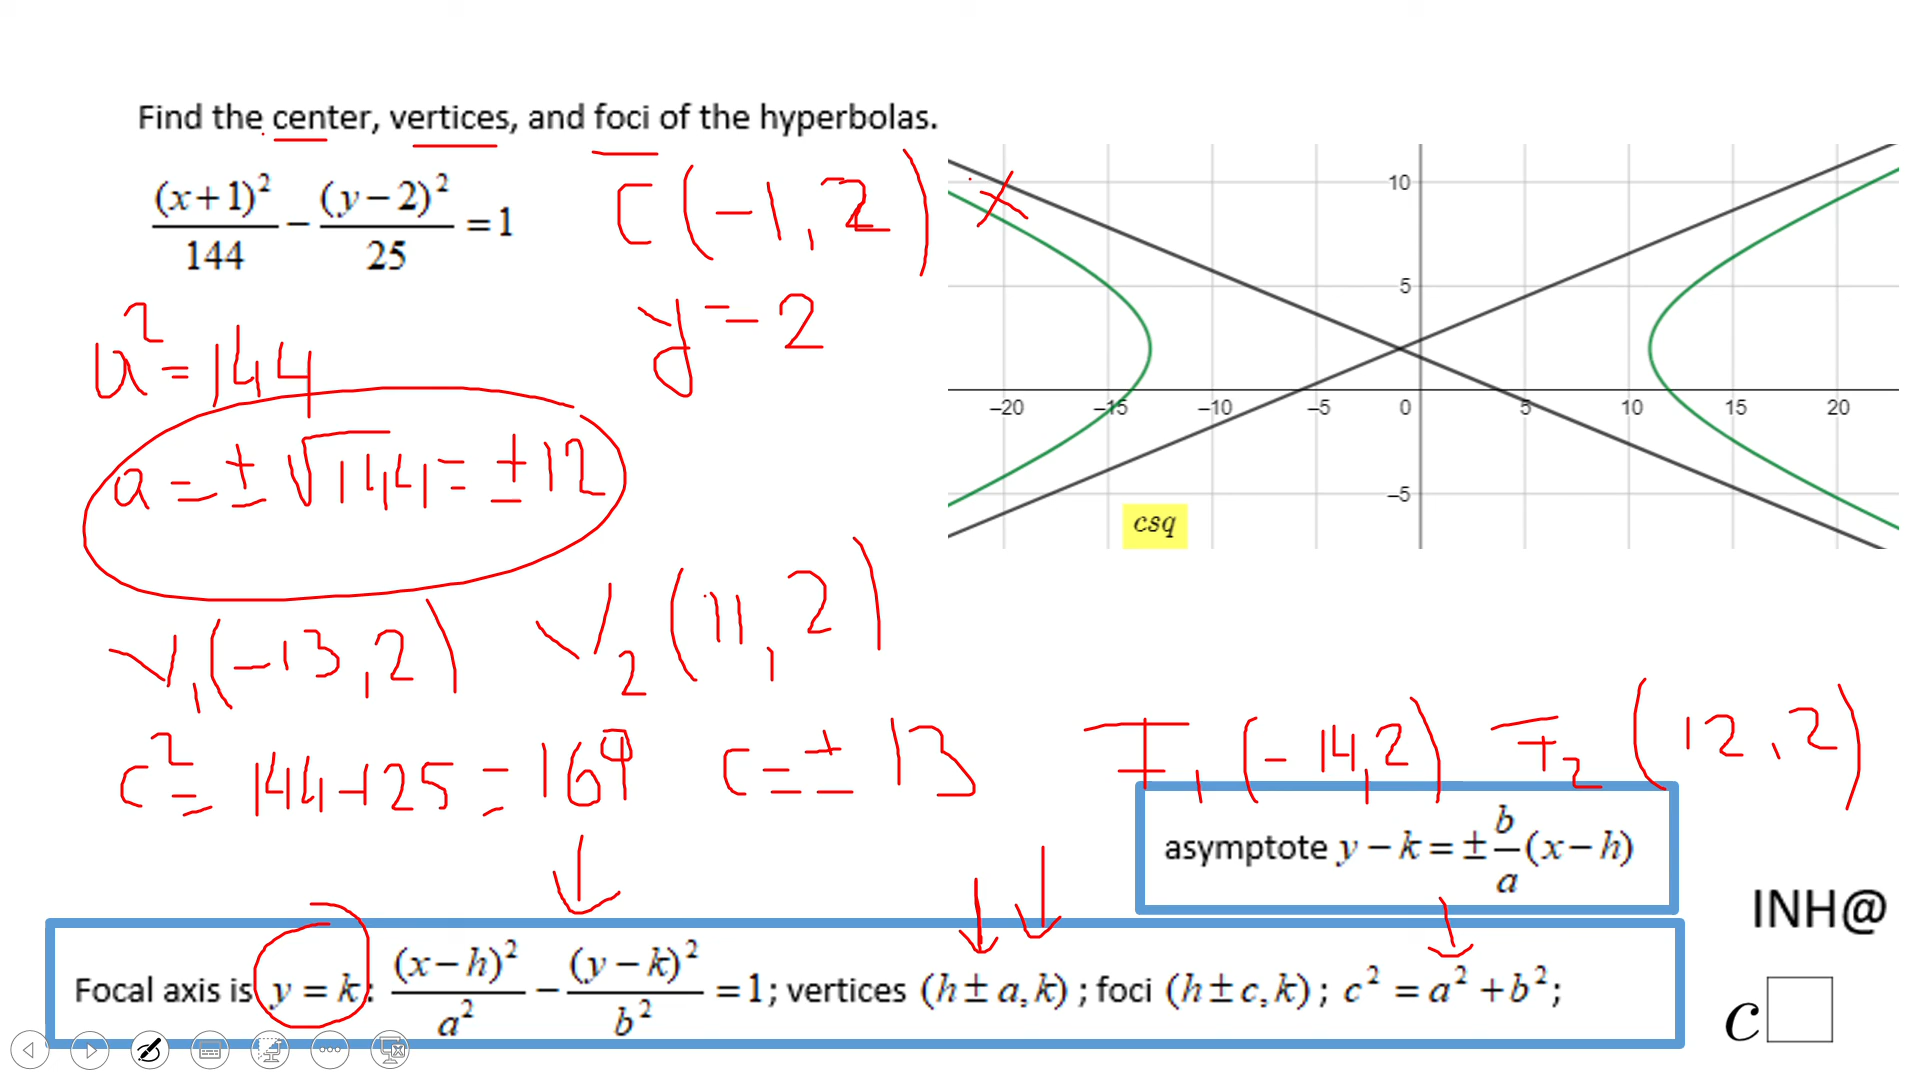 Find the center, vertices, and foci of the hyperbolas.
(x+1)²/144 − (y−2)²/25 = 1
C(-1, 2)
y = 2
a² = 144
a = ± √144 = ± 12
V₁(-13, 2) V₂(11, 2)
c² = 144+25 = 169 c = ± 13
F₁(-14, 2) F₂(12, 2)
10
5
−20 −15 −10 −5 0 5 10 15 20
−5
csq
asymptote y − k = ± b/a (x − h)
INH@
Focal axis is y = k: (x−h)²/a² − (y−k)²/b² = 1; vertices (h ± a, k) ; foci (h ± c, k) ; c² = a² + b²;
c